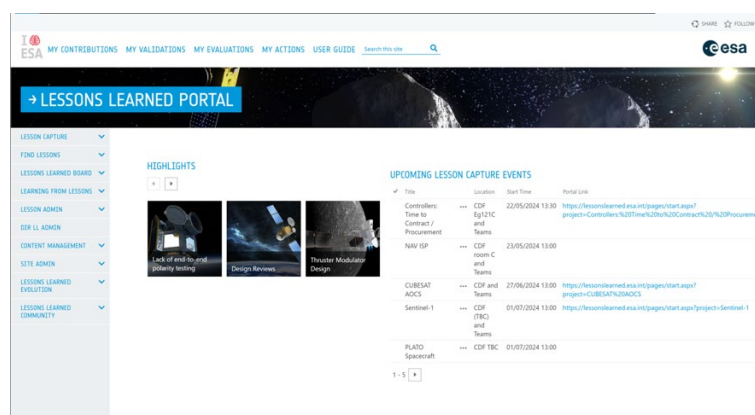 SHARE FOLLOW
I
ESA MY CONTRIBUTIONS MY VALIDATIONS MY EVALUATIONS MY ACTIONS USER GUIDE Search this site
esa
→ LESSONS LEARNED PORTAL
LESSON CAPTURE
FIND LESSONS
LESSONS LEARNED BOARD
LEARNING FROM LESSONS
LESSON ADMIN
DIR LL ADMIN
CONTENT MANAGEMENT
SITE ADMIN
LESSONS LEARNED
EVOLUTION
LESSONS LEARNED
COMMUNITY
HIGHLIGHTS
Lack of end-to-end
polarity testing
Design Reviews
Thruster Modulator
Design
UPCOMING LESSON CAPTURE EVENTS
Title Location Start Time Portal Link
Controllers: ... CDF 22/05/2024 13:30 https://lessonslearned.esa.int/pages/start.aspx?
Time to Eg121C project=Controllers:%20Time%20to%20Contract%20/%20Procureme
Contract / and
Procurement Teams
NAV ISP ... CDF 23/05/2024 13:00
room C
and
Teams
CUBESAT ... CDF and 27/06/2024 13:00 https://lessonslearned.esa.int/pages/start.aspx?
AOCS Teams project=CUBESAT%20AOCS
Sentinel-1 ... CDF 01/07/2024 13:00 https://lessonslearned.esa.int/pages/start.aspx?project=Sentinel-1
(TBC)
and
Teams
PLATO ... CDF TBC 01/07/2024 13:00
Spacecraft
1 - 5